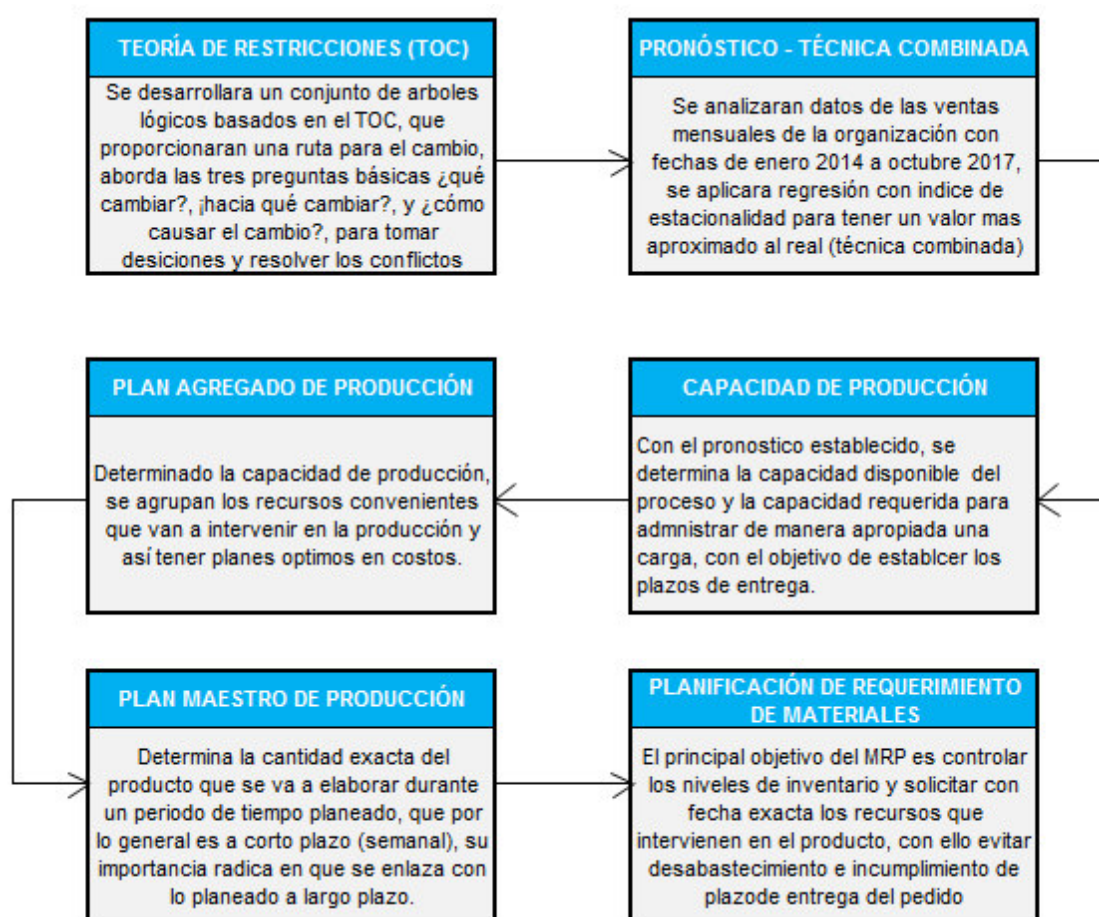 TEORÍA DE RESTRICCIONES (TOC)
Se desarrollara un conjunto de arboles
lógicos basados en el TOC, que
proporcionaran una ruta para el cambio,
aborda las tres preguntas básicas ¿qué
cambiar?, ¡hacia qué cambiar?, y ¿cómo
causar el cambio?, para tomar
desiciones y resolver los conflictos
PRONÓSTICO - TÉCNICA COMBINADA
Se analizaran datos de las ventas
mensuales de la organización con
fechas de enero 2014 a octubre 2017,
se aplicara regresión con indice de
estacionalidad para tener un valor mas
aproximado al real (técnica combinada)
CAPACIDAD DE PRODUCCIÓN
Con el pronostico establecido, se
determina la capacidad disponible del
proceso y la capacidad requerida para
admnistrar de manera apropiada una
carga, con el objetivo de establcer los
plazos de entrega.
PLAN AGREGADO DE PRODUCCIÓN
Determinado la capacidad de producción,
se agrupan los recursos convenientes
que van a intervenir en la producción y
así tener planes optimos en costos.
PLAN MAESTRO DE PRODUCCIÓN
Determina la cantidad exacta del
producto que se va a elaborar durante
un periodo de tiempo planeado, que por
lo general es a corto plazo (semanal), su
importancia radica en que se enlaza con
lo planeado a largo plazo.
PLANIFICACIÓN DE REQUERIMIENTO
DE MATERIALES
El principal objetivo del MRP es controlar
los niveles de inventario y solicitar con
fecha exacta los recursos que
intervienen en el producto, con ello evitar
desabastecimiento e incumplimiento de
plazode entrega del pedido